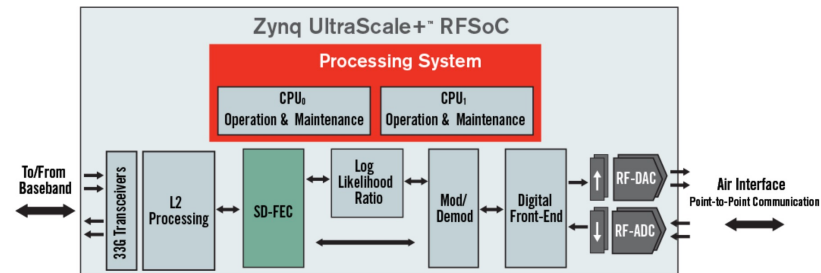 Zynq UltraScale+™ RFSoC
Processing System
CPU₀
Operation & Maintenance
CPU₁
Operation & Maintenance
To/From
Baseband
33G Transceivers
L2
Processing
SD-FEC
Log
Likelihood
Ratio
Mod/
Demod
Digital
Front-End
RF-DAC
RF-ADC
Air Interface
Point-to-Point Communication